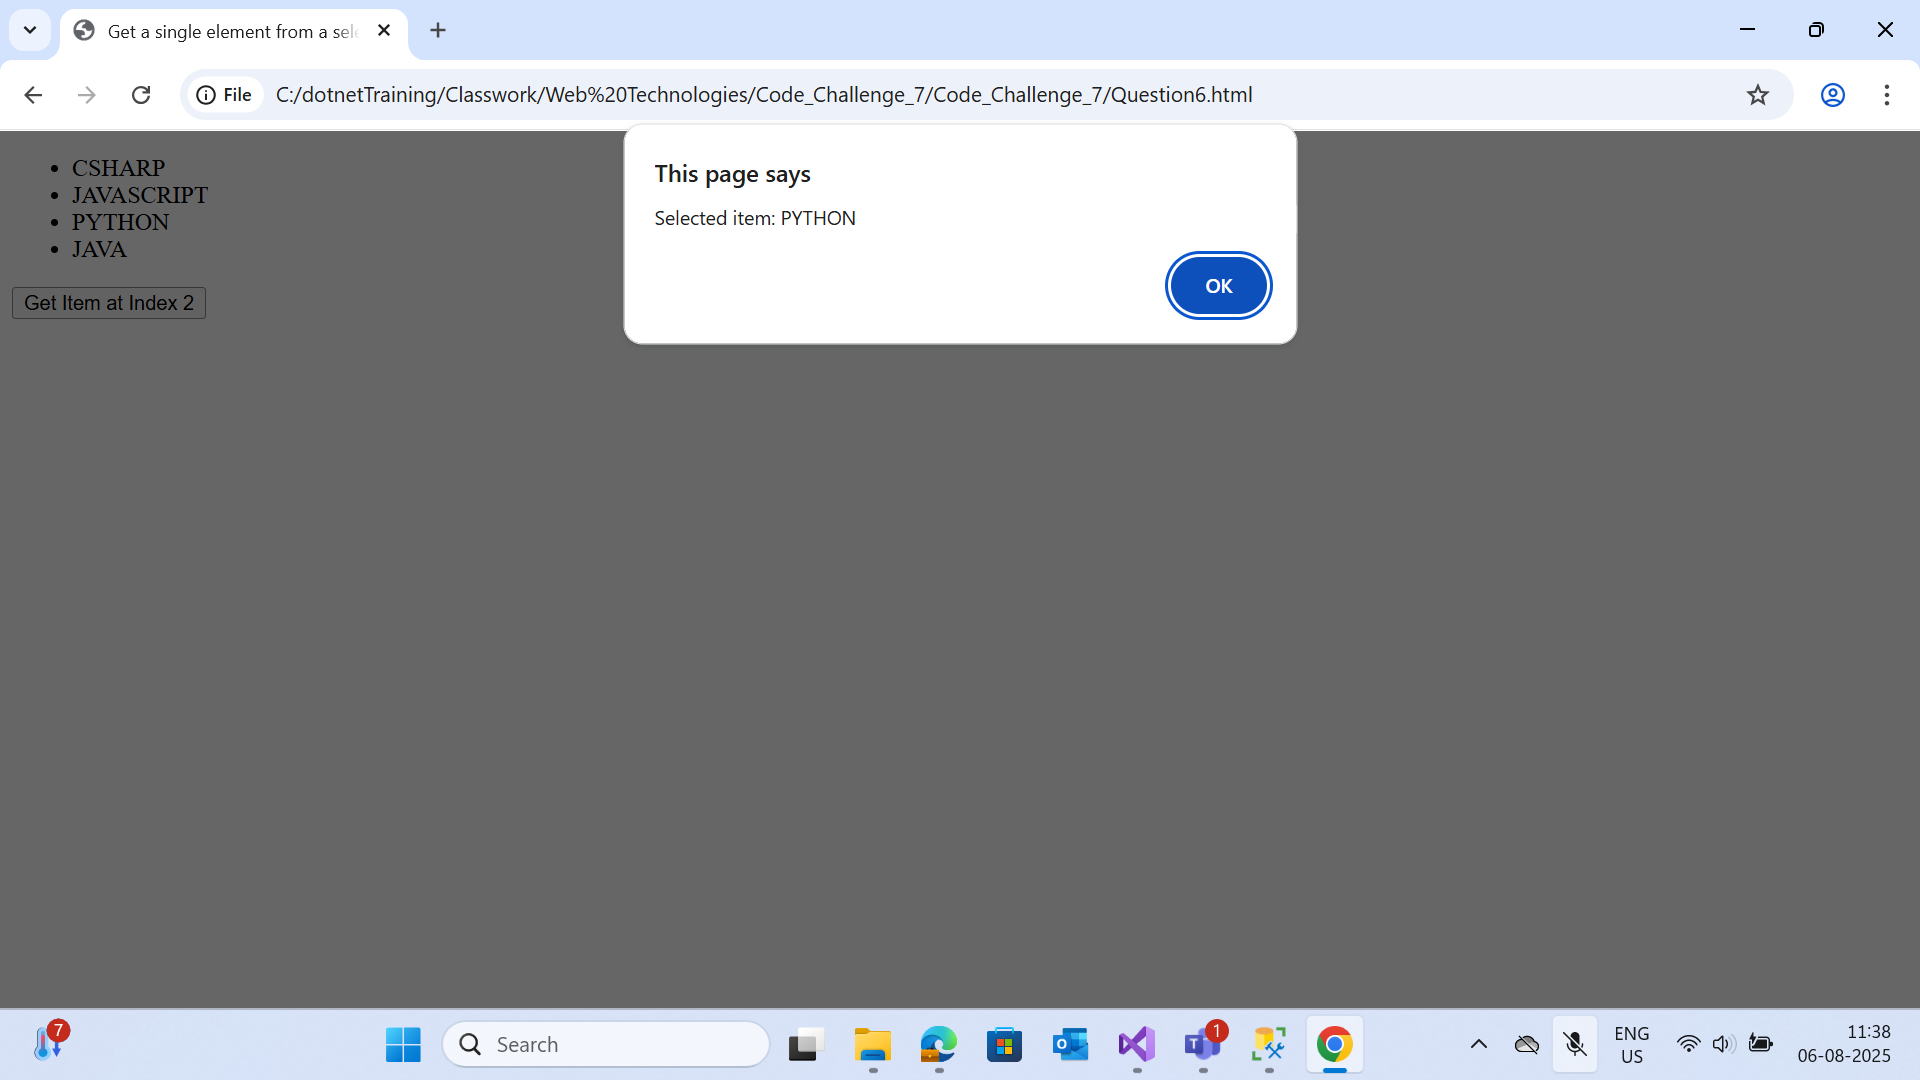 Get a single element from a sel
File
C:/dotnetTraining/Classwork/Web%20Technologies/Code_Challenge_7/Code_Challenge_7/Question6.html
CSHARP
JAVASCRIPT
PYTHON
JAVA
Get Item at Index 2
This page says
Selected item: PYTHON
OK
7
Search
1
ENG
US
11:38
06-08-2025